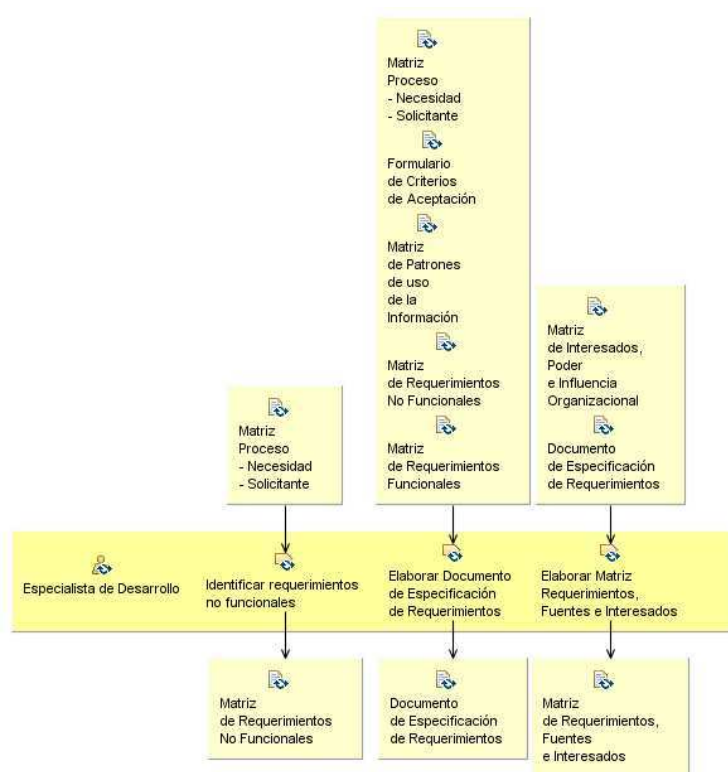 Matriz
Proceso
- Necesidad
- Solicitante
Formulario
de Criterios
de Aceptación
Matriz
de Patrones
de uso
de la
Información
Matriz
de Requerimientos
No Funcionales
Matriz
de Requerimientos
Funcionales
Matriz
de Interesados,
Poder
e Influencia
Organizacional
Documento
de Especificación
de Requerimientos
Matriz
Proceso
- Necesidad
- Solicitante
Especialista de Desarrollo
Identificar requerimientos
no funcionales
Elaborar Documento
de Especificación
de Requerimientos
Elaborar Matriz
Requerimientos,
Fuentes e Interesados
Matriz
de Requerimientos
No Funcionales
Documento
de Especificación
de Requerimientos
Matriz
de Requerimientos,
Fuentes
e Interesados